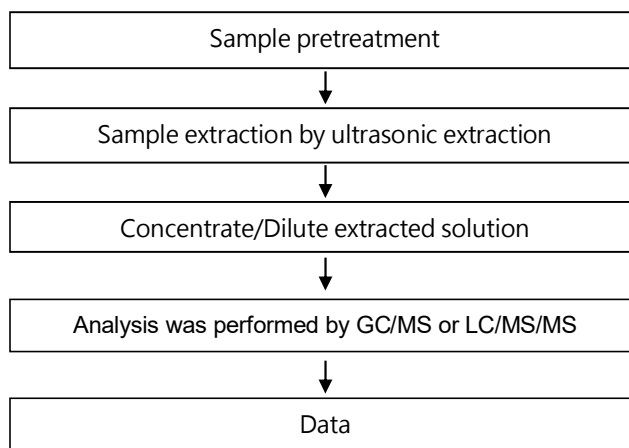 Sample pretreatment
Sample extraction by ultrasonic extraction
Concentrate/Dilute extracted solution
Analysis was performed by GC/MS or LC/MS/MS
Data